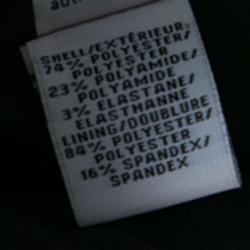 aut
SHELL/EXTÉRIEUR:
74% POLYESTER/
POLYESTER
23% POLYAMIDE/
POLYAMIDE
3% ELASTANE/
ELASTHANNE
LINING/DOUBLURE
84% POLYESTER/
POLYESTER
16% SPANDEX/
SPANDEX